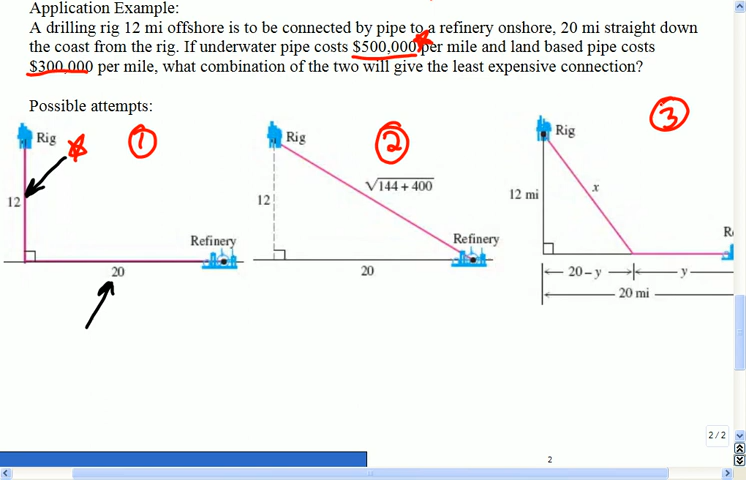 Application Example:
A drilling rig 12 mi offshore is to be connected by pipe to a refinery onshore, 20 mi straight down
the coast from the rig. If underwater pipe costs $500,000 per mile and land based pipe costs
$300,000 per mile, what combination of the two will give the least expensive connection?
Possible attempts:
Rig
1
12
Refinery
20
Rig
2
√144 + 400
12
Refinery
20
3
Rig
12 mi
x
R
20 – y
y
20 mi
2 / 2
2